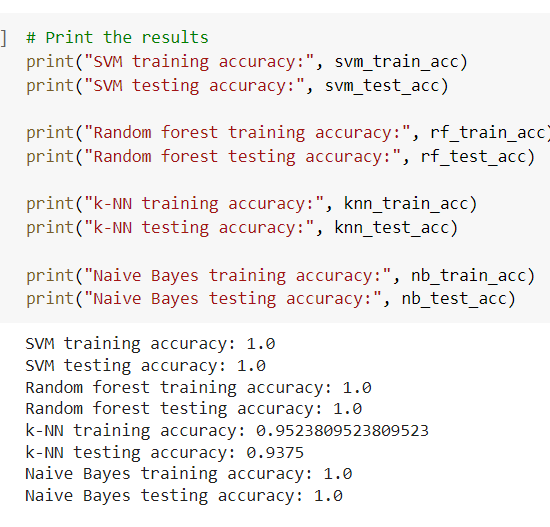 ] # Print the results
print("SVM training accuracy:", svm_train_acc)
print("SVM testing accuracy:", svm_test_acc)
print("Random forest training accuracy:", rf_train_acc)
print("Random forest testing accuracy:", rf_test_acc)
print("k-NN training accuracy:", knn_train_acc)
print("k-NN testing accuracy:", knn_test_acc)
print("Naive Bayes training accuracy:", nb_train_acc)
print("Naive Bayes testing accuracy:", nb_test_acc)
SVM training accuracy: 1.0
SVM testing accuracy: 1.0
Random forest training accuracy: 1.0
Random forest testing accuracy: 1.0
k-NN training accuracy: 0.9523809523809523
k-NN testing accuracy: 0.9375
Naive Bayes training accuracy: 1.0
Naive Bayes testing accuracy: 1.0